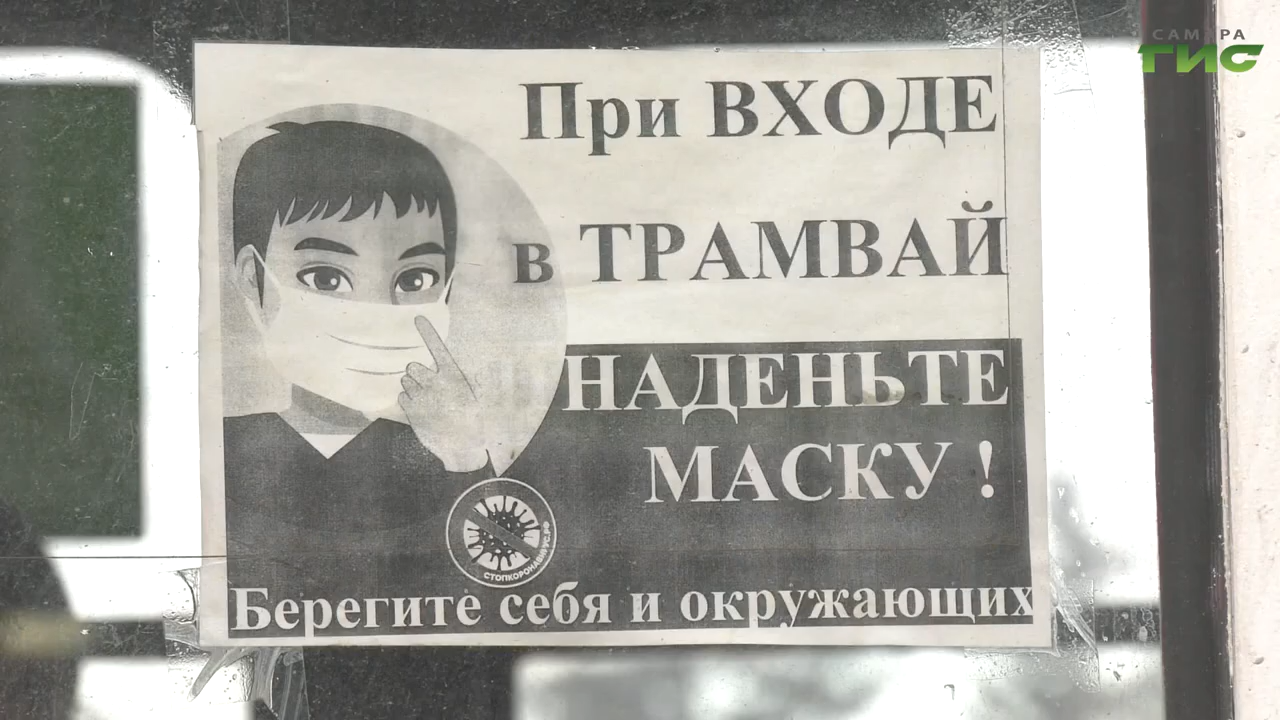 САМАРА
ГИС
При ВХОДЕ
в ТРАМВАЙ
НАДЕНЬТЕ
МАСКУ !
СТОПКОРОНАВИРУС.РФ
Берегите себя и окружающих